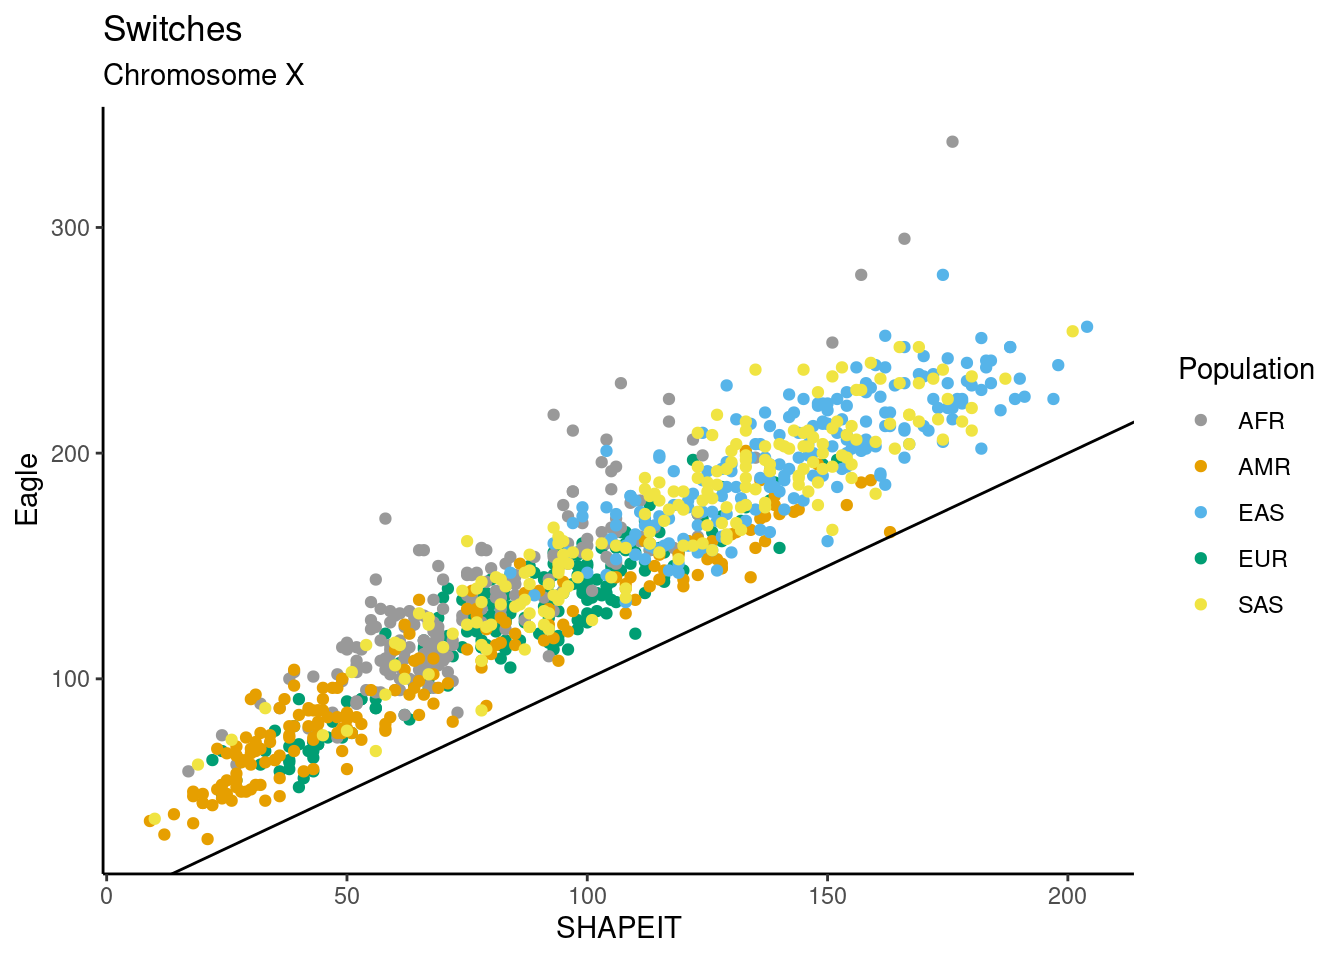 Switches
Chromosome X
Eagle
300
200
100
0
50
100
150
200
SHAPEIT
Population
AFR
AMR
EAS
EUR
SAS